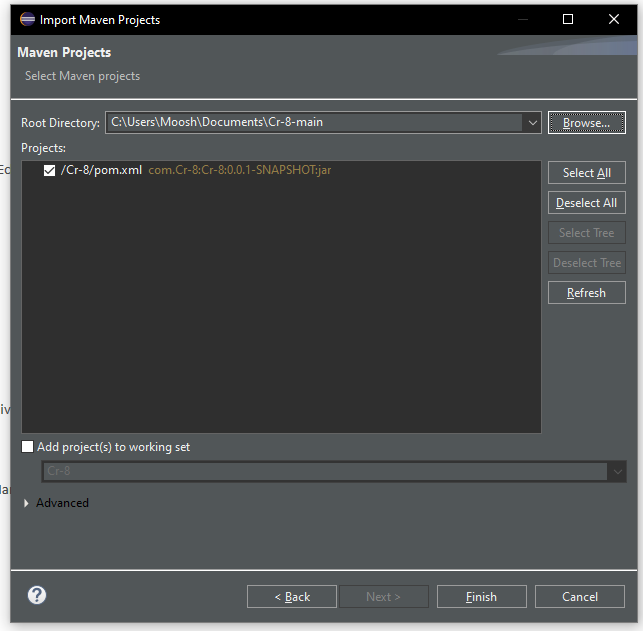 Import Maven Projects
Maven Projects
Select Maven projects
Root Directory: C:\Users\Moosh\Documents\Cr-8-main Browse...
Projects:
/Cr-8/pom.xml com.Cr-8:Cr-8:0.0.1-SNAPSHOT:jar
Select All
Deselect All
Select Tree
Deselect Tree
Refresh
Add project(s) to working set
Cr-8
Advanced
? < Back Next > Finish Cancel